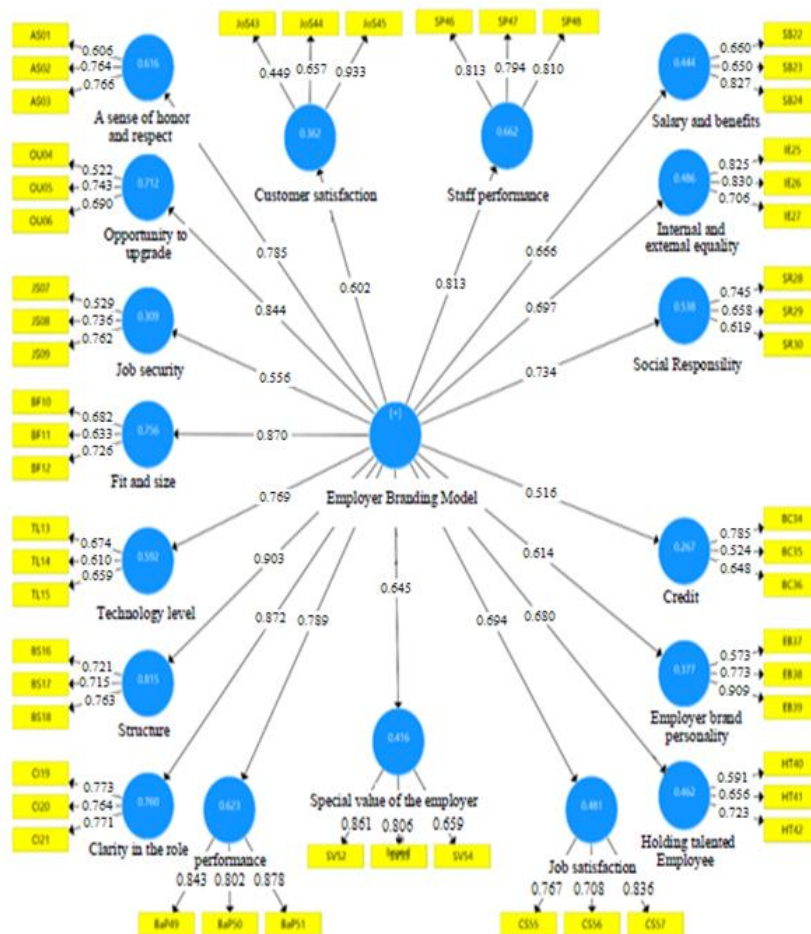 AS01
0.606
AS02
0.764
AS03
0.766
0.616
A sense of honor
and respect
JoS43
JoS44
JoS45
0.449
0.657
0.933
0.362
Customer satisfaction
SP46
SP47
SP48
0.813
0.794
0.810
0.662
Staff performance
0.444
0.660
0.650
0.827
SB22
SB23
SB24
Salary and benefits
OU04
OU05
OU06
0.522
0.743
0.690
0.712
Opportunity to
upgrade
0.486
0.825
0.830
0.706
IE25
IE26
IE27
Internal and
external equality
JS07
JS08
JS09
0.529
0.736
0.762
0.309
Job security
0.538
0.745
0.658
0.619
SR28
SR29
SR30
Social Responsility
0.785
0.844
0.602
0.813
0.666
0.697
0.734
0.556
BF10
BF11
BF12
0.682
0.633
0.726
0.756
Fit and size
0.870
[+]
Employer Branding Model
0.769
0.516
TL13
TL14
TL15
0.674
0.610
0.659
0.592
Technology level
0.903
0.872
0.789
0.645
0.694
0.680
0.614
0.267
0.785
0.524
0.648
BC34
BC35
BC36
Credit
BS16
BS17
BS18
0.721
0.715
0.763
0.815
Structure
0.377
0.573
0.773
0.909
EB37
EB38
EB39
Employer brand
personality
CI19
CI20
CI21
0.773
0.764
0.771
0.760
Clarity in the role
0.623
performance
0.843
0.802
0.878
BaP49
BaP50
BaP51
0.416
Special value of the employer
0.861
0.806
0.659
SV52
SV54
0.481
Job satisfaction
0.767
0.708
0.836
CS55
CS56
CS57
0.462
0.591
0.656
0.723
HT40
HT41
HT42
Holding talented
Employee